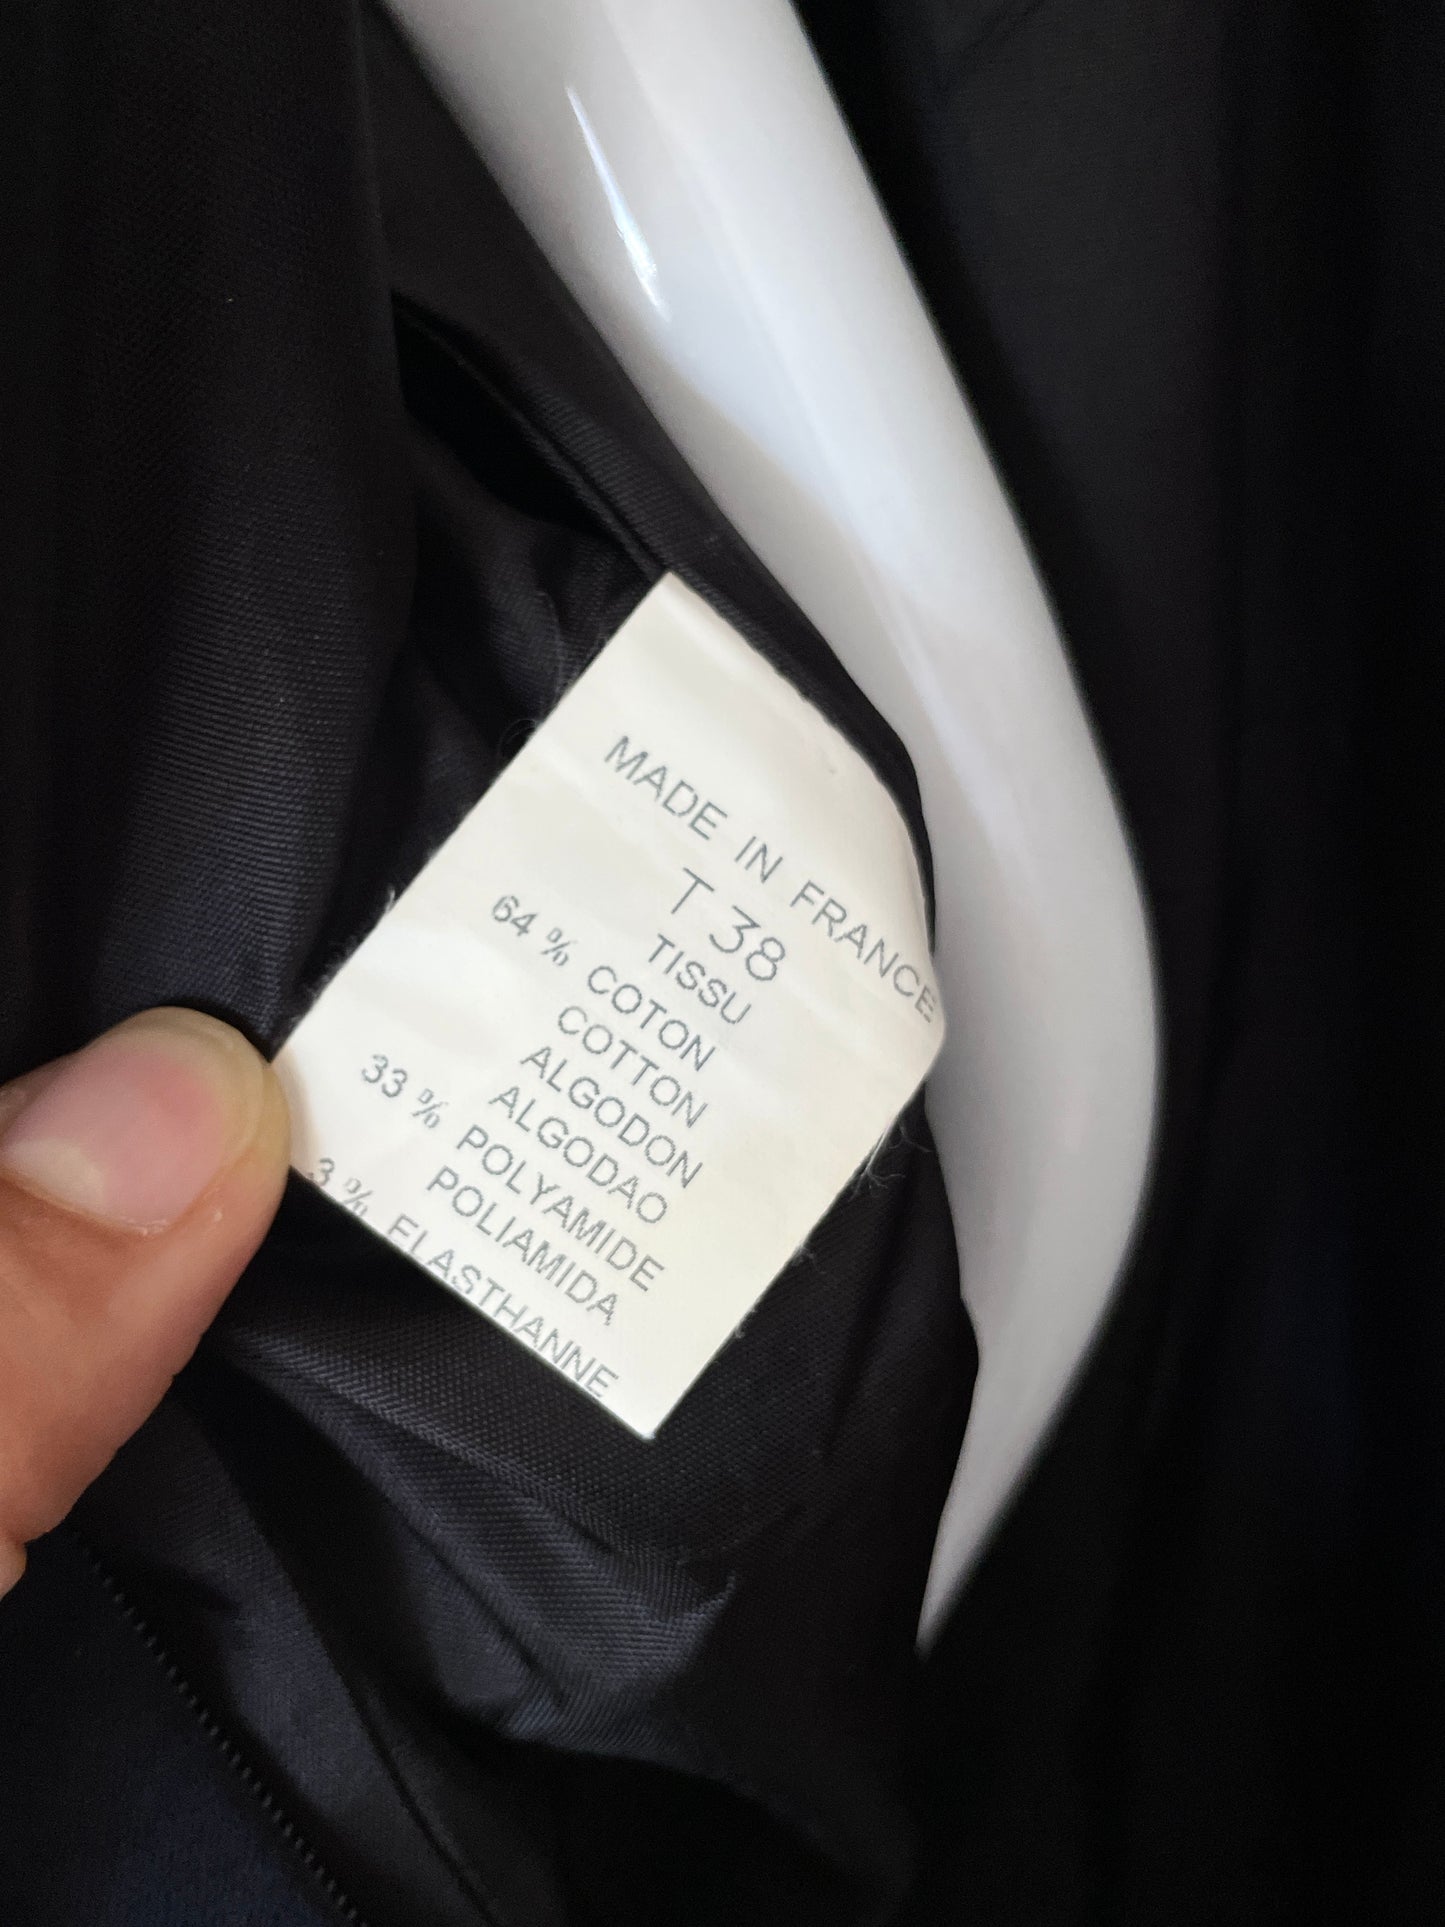 MADE IN FRANCE
T 38
TISSU
64 % COTON
COTTON
ALGODON
ALGODAO
33 % POLYAMIDE
POLIAMIDA
3 % ELASTHANNE